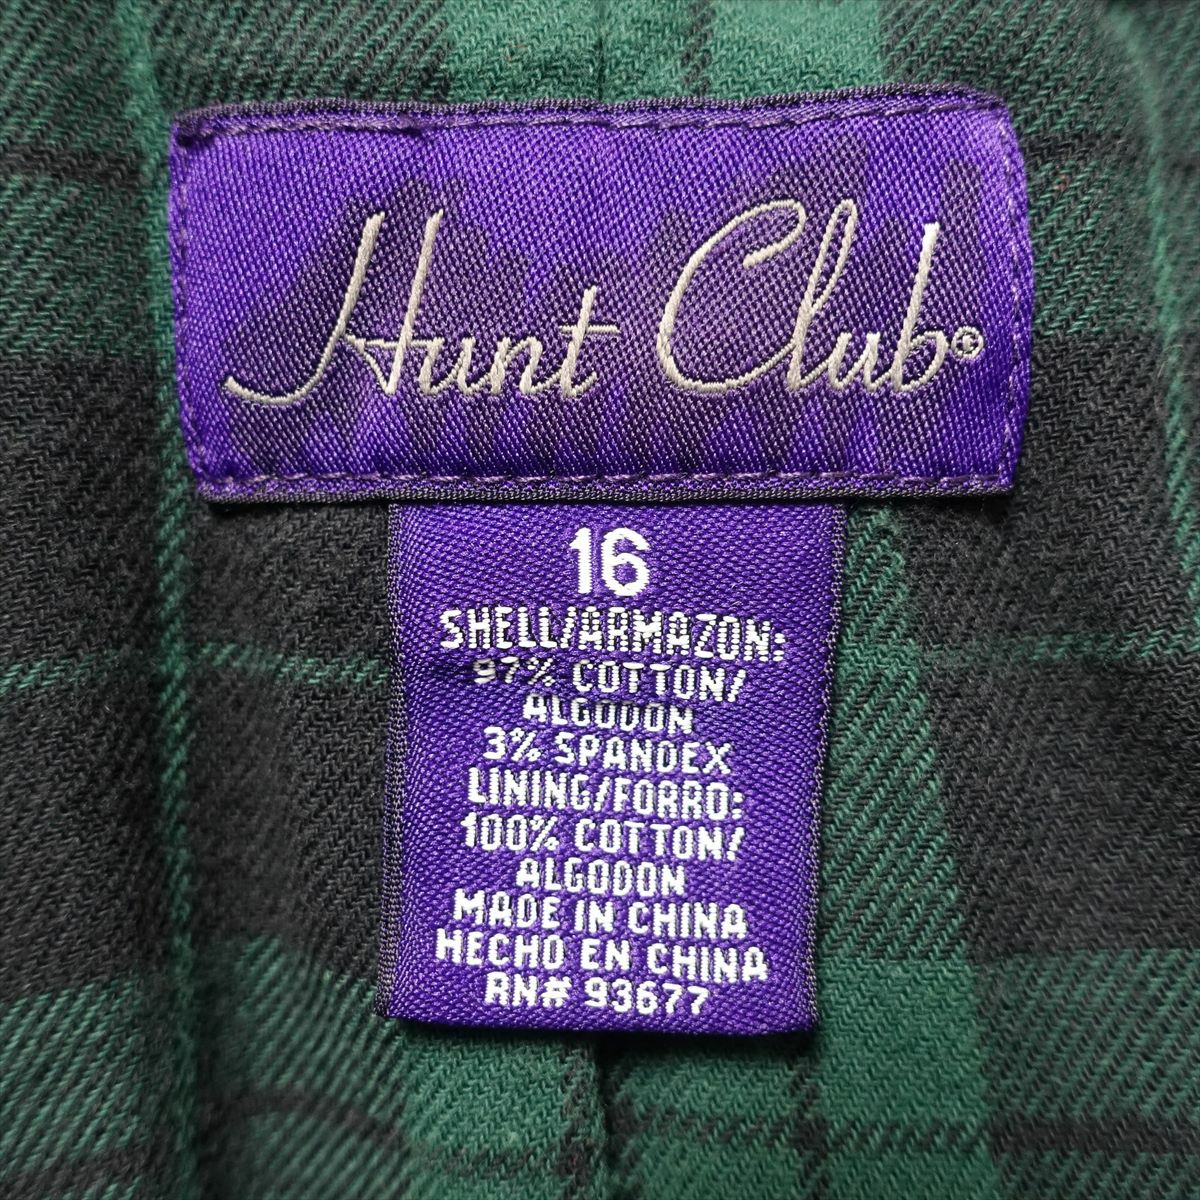 Hunt Club©
16
SHELL/ARMAZON:
97% COTTON/
ALGODON
3% SPANDEX
LINING/FORRO:
100% COTTON/
ALGODON
MADE IN CHINA
HECHO EN CHINA
RN# 93677